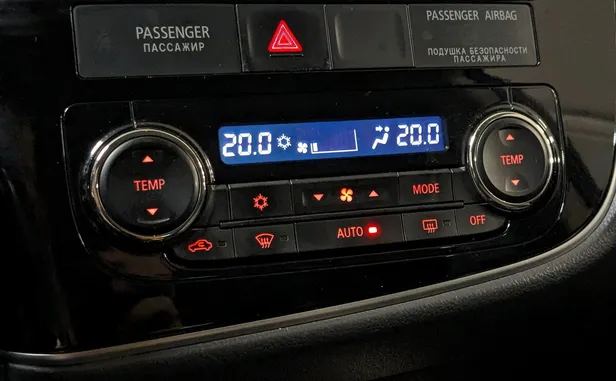 PASSENGER
ПАССАЖИР
PASSENGER AIRBAG
ПОДУШКА БЕЗОПАСНОСТИ
ПАССАЖИРА
20.0 20.0
TEMP
TEMP
MODE
AUTO
OFF